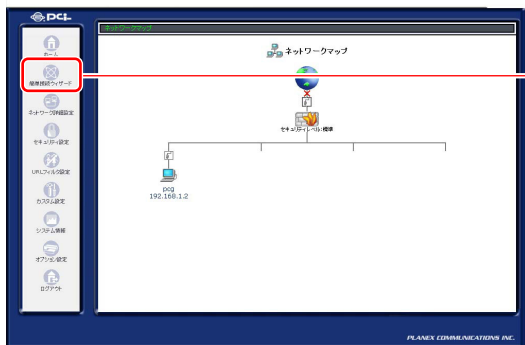 PCi
ネットワークマップ
ホーム
簡単接続ウィザード
ネットワーク詳細設定
セキュリティ設定
URLフィルタ設定
カスタム設定
システム情報
オプション設定
ログアウト
ネットワークマップ
セキュリティレベル:標準
pcg
192.168.1.2
PLANEX COMMUNICATIONS INC.